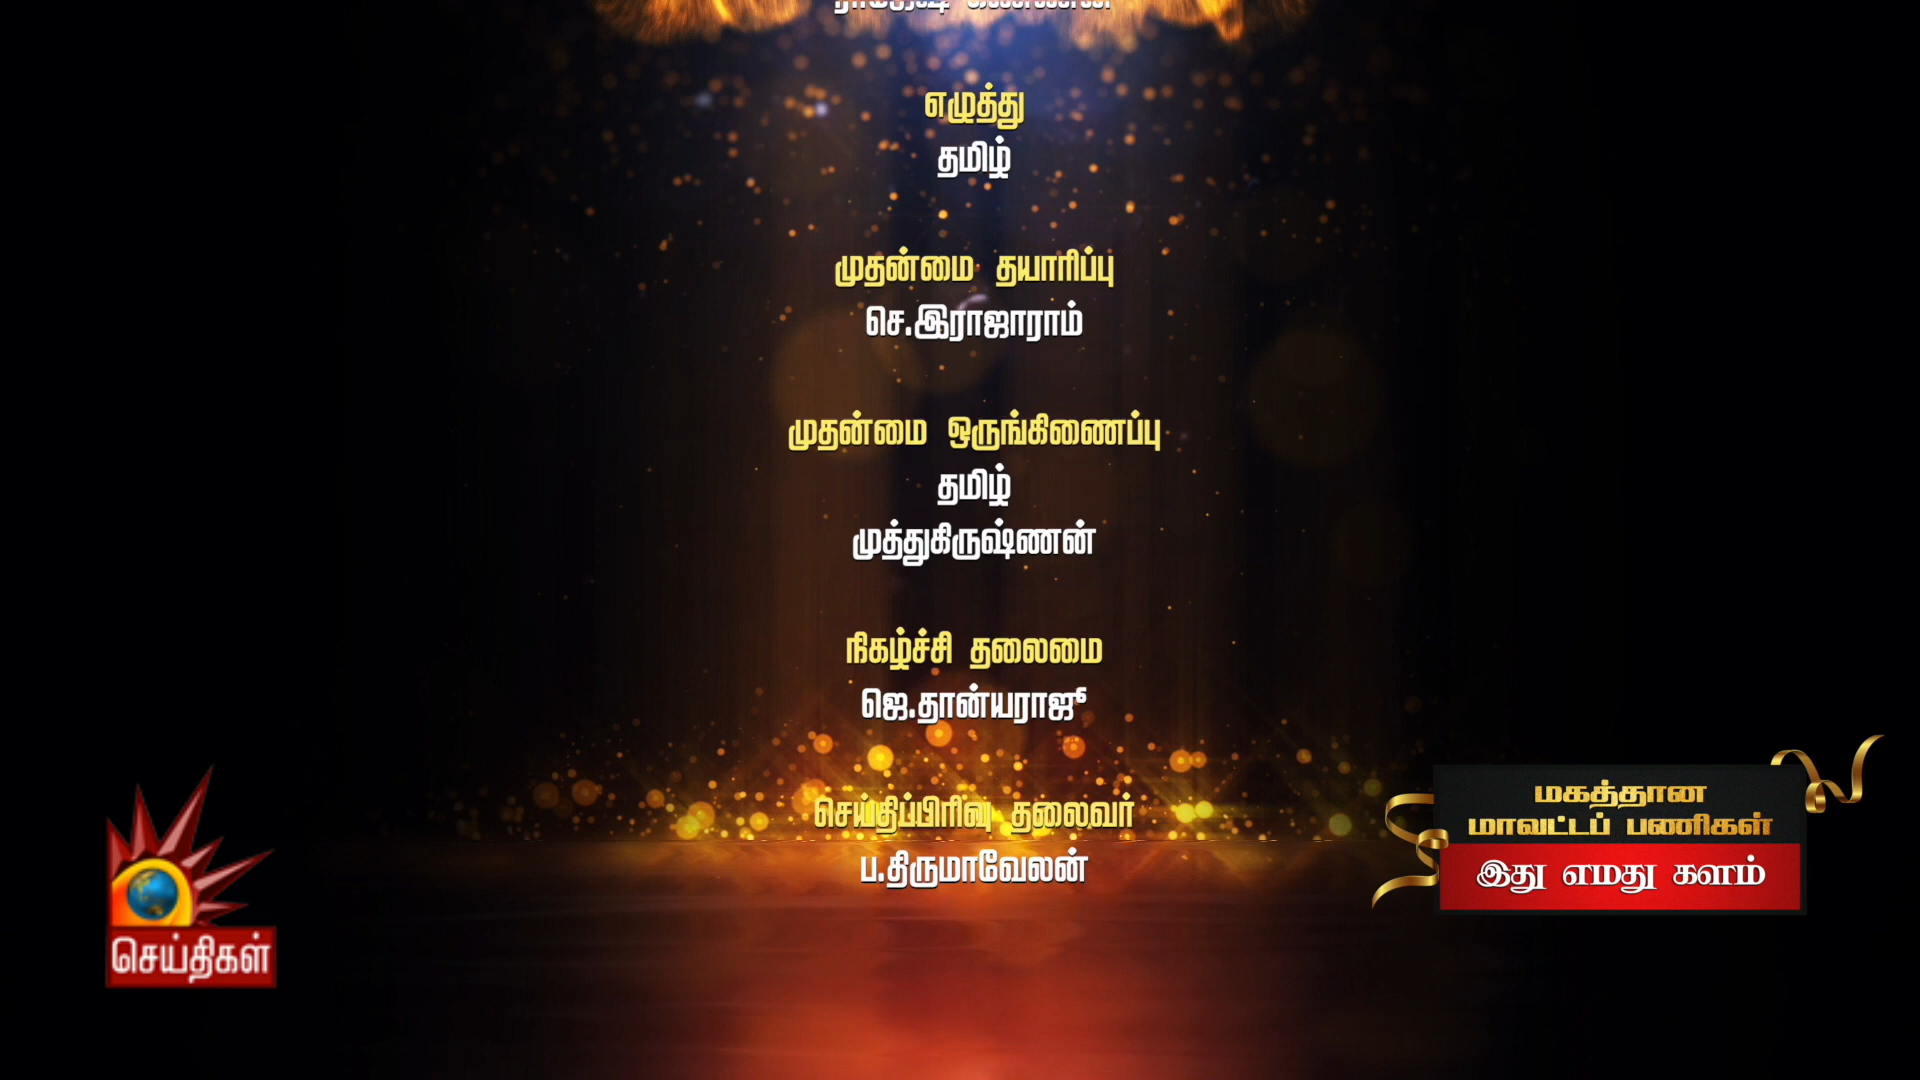 எழுத்து
தமிழ்
முதன்மை தயாரிப்பு
செ.இராஜாராம்
முதன்மை ஒருங்கிணைப்பு
தமிழ்
முத்துகிருஷ்ணன்
நிகழ்ச்சி தலைமை
ஜெ.தான்யராஜூ
செய்திப்பிரிவு தலைவர்
ப.திருமாவேலன்
மகத்தான
மாவட்டப் பணிகள்
இது எமது களம்
செய்திகள்